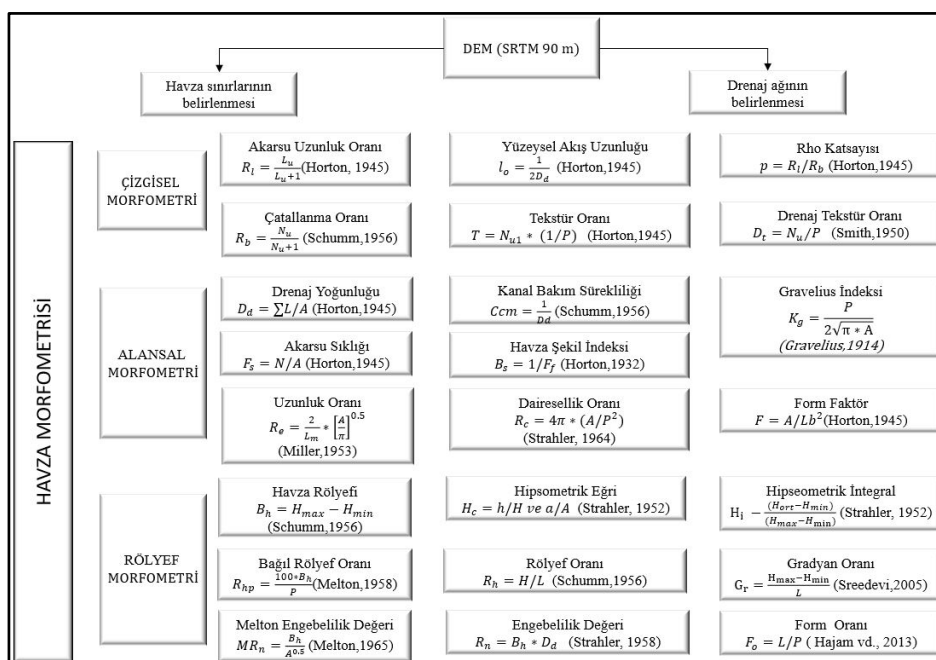 DEM (SRTM 90 m)
Havza sınırlarının
belirlenmesi
Drenaj ağının
belirlenmesi
HAVZA MORFOMETRİSİ
ÇİZGİSEL
MORFOMETRİ
Akarsu Uzunluk Oranı
R_l = L_u/L_u+1 (Horton, 1945)
Yüzeysel Akış Uzunluğu
l_o = 1/2D_d (Horton, 1945)
Rho Katsayısı
p = R_l/R_b (Horton, 1945)
Çatallanma Oranı
R_b = N_u/N_u+1 (Schumm, 1956)
Tekstür Oranı
T = N_u1 * (1/P) (Horton, 1945)
Drenaj Tekstür Oranı
D_t = N_u/P (Smith,1950)
ALANSAL
MORFOMETRİ
Drenaj Yoğunluğu
D_d = ∑L/A (Horton, 1945)
Kanal Bakım Sürekliliği
Ccm = 1/Dd (Schumm,1956)
Gravelius İndeksi
K_g = P/2√π * A
(Gravelius,1914)
Akarsu Sıklığı
F_s = N/A (Horton, 1945)
Havza Şekil İndeksi
B_s = 1/F_f (Horton, 1932)
Uzunluk Oranı
R_e = 2/L_m * [A/π]^0.5
(Miller,1953)
Dairesellik Oranı
R_c = 4π * (A/P²)
(Strahler, 1964)
Form Faktör
F = A/Lb²(Horton,1945)
RÖLYEF
MORFOMETRİ
Havza Rölyefi
B_h = H_max − H_min
(Schumm, 1956)
Hipsometrik Eğri
H_c = h/H ve a/A (Strahler, 1952)
Hipseometrik İntegral
H_i − (H_ort−H_min)/(H_max−H_min) (Strahler, 1952)
Bağıl Rölyef Oranı
R_hp = 100*B_h/P (Melton,1958)
Rölyef Oranı
R_h = H/L (Schumm, 1956)
Gradyan Oranı
G_r = H_max−H_min/L (Sreedevi,2005)
Melton Engebelilik Değeri
MR_n = B_h/A^0.5 (Melton,1965)
Engebelilik Değeri
R_n = B_h * D_d (Strahler, 1958)
Form Oranı
F_o = L/P ( Hajam vd., 2013)